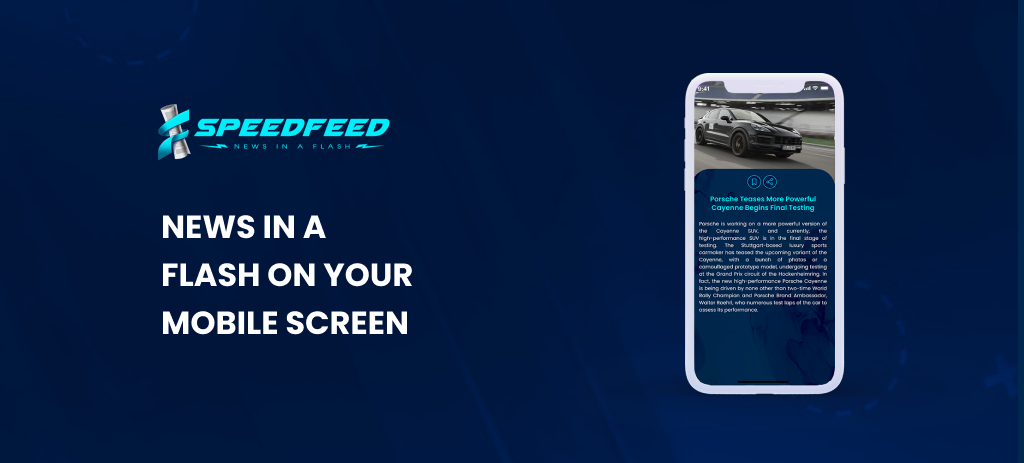 SPEEDFEED
NEWS IN A FLASH
NEWS IN A
FLASH ON YOUR
MOBILE SCREEN
9:41
Porsche Teases More Powerful
Cayenne Begins Final Testing
Porsche is working on a more powerful version of
the Cayenne SUV, and currently, the
high-performance SUV is in the final stage of
testing. The Stuttgart-based luxury sports
carmaker has teased the upcoming variant of the
Cayenne, with a bunch of photos or a
camouflaged prototype model, undergoing testing
at the Grand Prix circuit of the Hockenheimring. In
fact, the new high-performance Porsche Cayenne
is being driven by none other than two-time World
Rally Champion and Porsche Brand Ambassador,
Walter Roehrl, who numerous test laps of the car to
assess its performance.